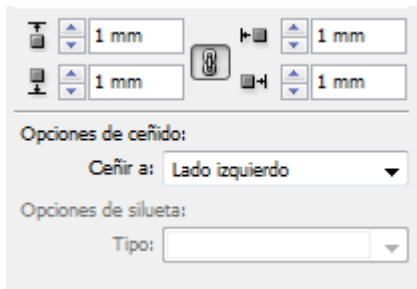 1 mm 1 mm
1 mm 1 mm
Opciones de ceñido:
Ceñir a: Lado izquierdo
Opciones de silueta:
Tipo: